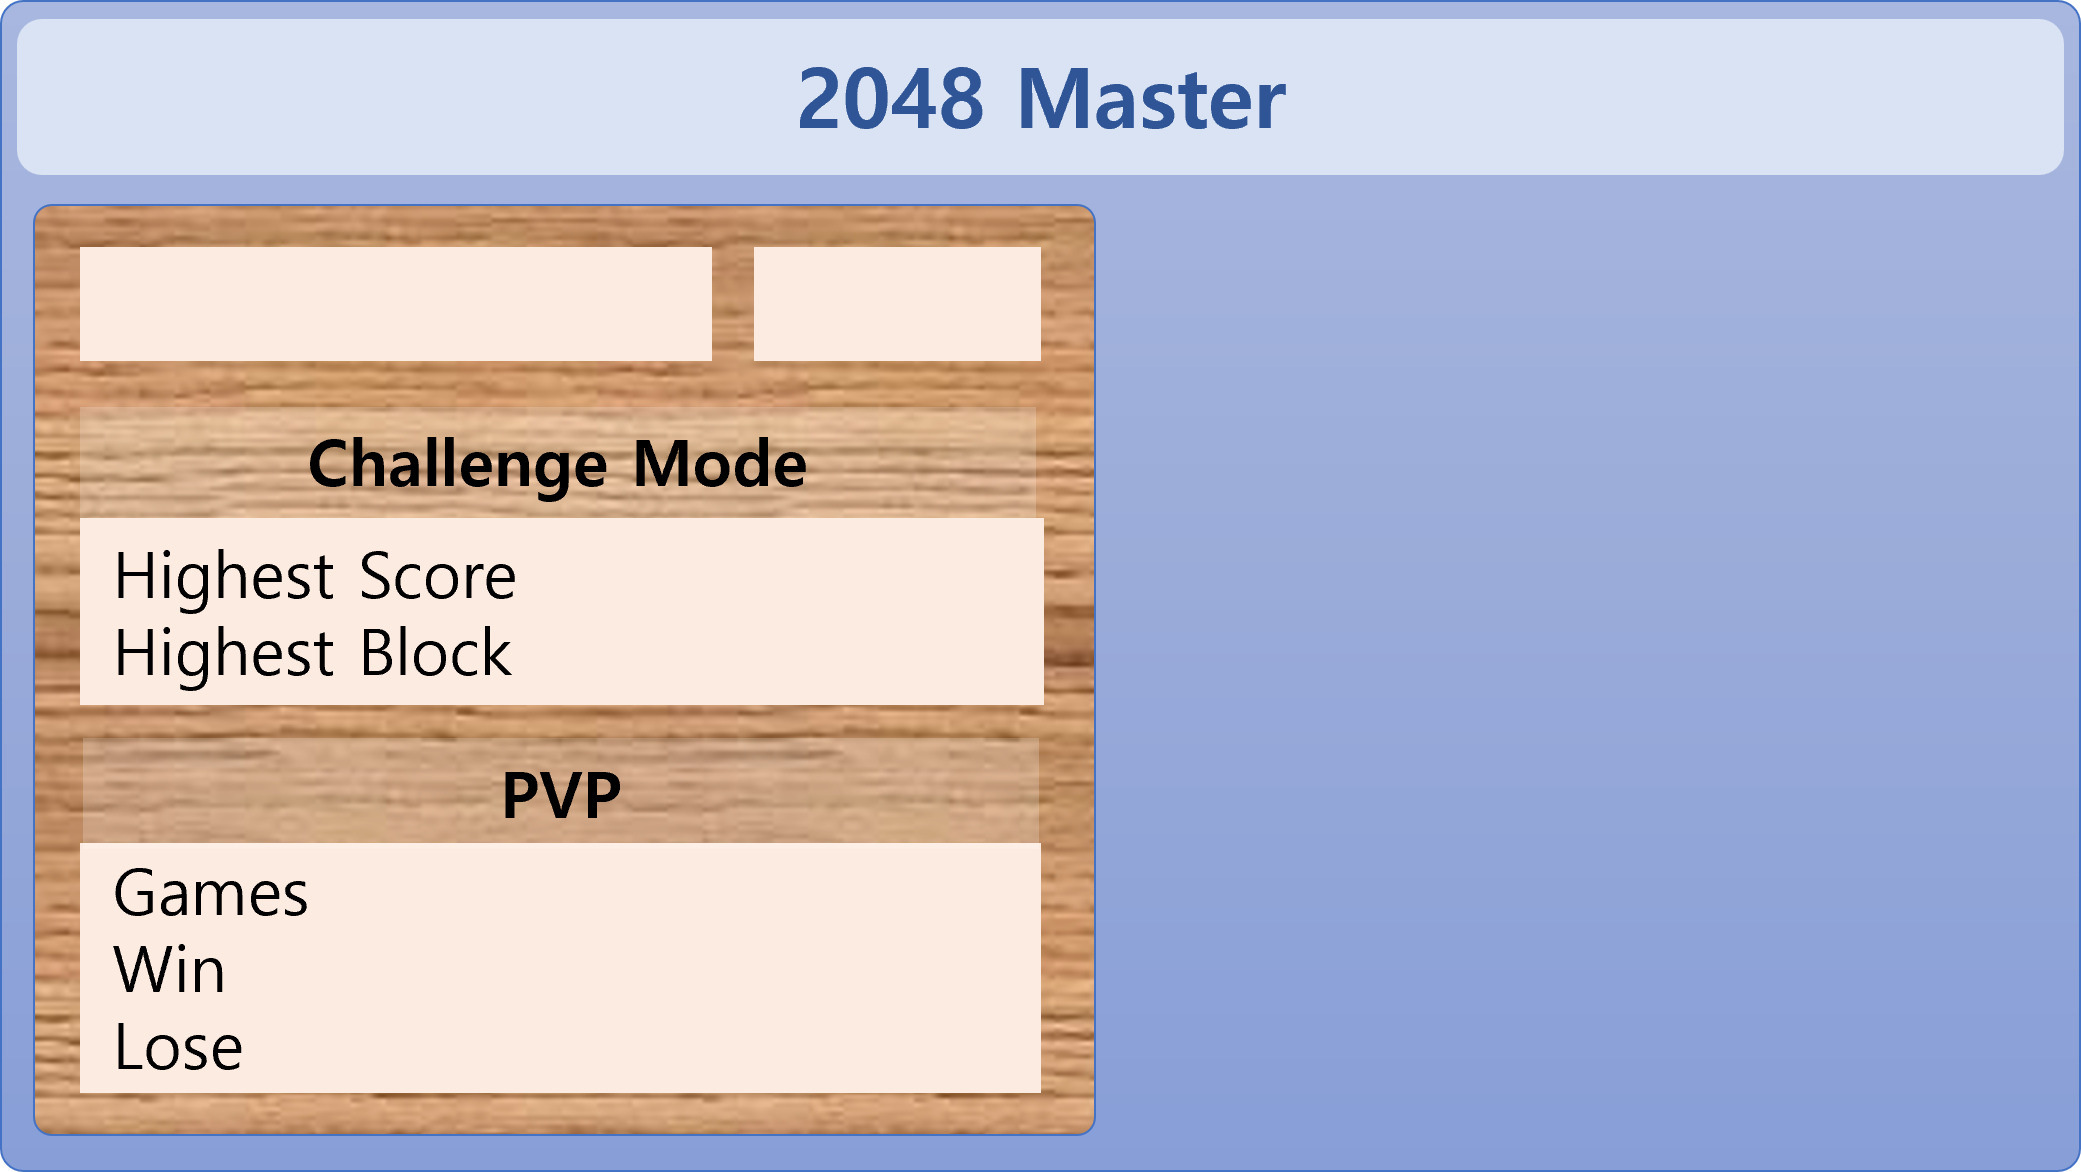 2048 Master
Challenge Mode
Highest Score
Highest Block
PVP
Games
Win
Lose